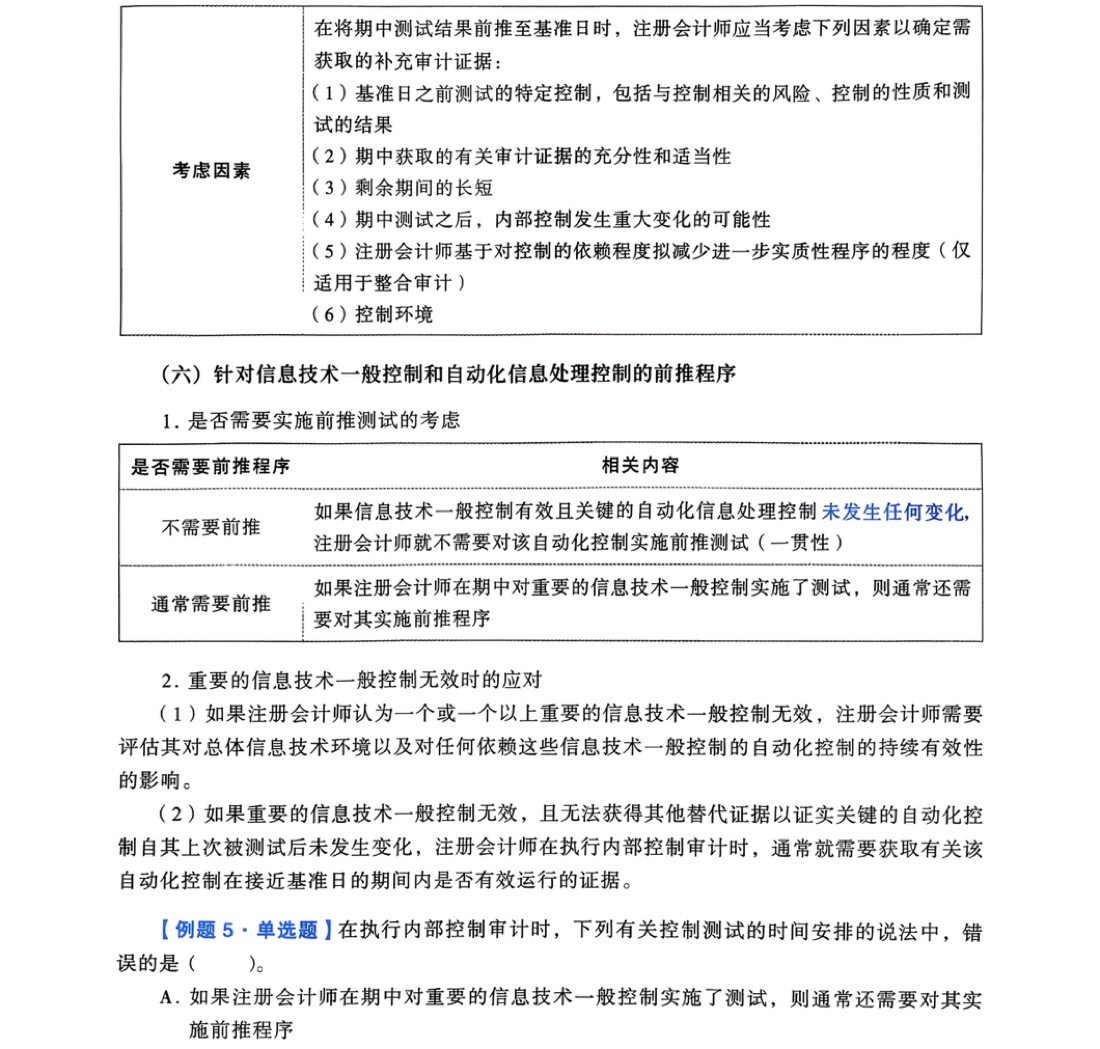 在将期中测试结果前推至基准日时，注册会计师应当考虑下列因素以确定需
获取的补充审计证据：
（1）基准日之前测试的特定控制，包括与控制相关的风险、控制的性质和测
试的结果
（2）期中获取的有关审计证据的充分性和适当性
考虑因素
（3）剩余期间的长短
（4）期中测试之后，内部控制发生重大变化的可能性
（5）注册会计师基于对控制的依赖程度拟减少进一步实质性程序的程度（仅
适用于整合审计）
（6）控制环境
（六）针对信息技术一般控制和自动化信息处理控制的前推程序
1. 是否需要实施前推测试的考虑
是否需要前推程序 相关内容
不需要前推
如果信息技术一般控制有效且关键的自动化信息处理控制未发生任何变化，
注册会计师就不需要对该自动化控制实施前推测试（一贯性）
通常需要前推
如果注册会计师在期中对重要的信息技术一般控制实施了测试，则通常还需
要对其实施前推程序
2. 重要的信息技术一般控制无效时的应对
（1）如果注册会计师认为一个或一个以上重要的信息技术一般控制无效，注册会计师需要
评估其对总体信息技术环境以及对任何依赖这些信息技术一般控制的自动化控制的持续有效性
的影响。
（2）如果重要的信息技术一般控制无效，且无法获得其他替代证据以证实关键的自动化控
制自其上次被测试后未发生变化，注册会计师在执行内部控制审计时，通常就需要获取有关该
自动化控制在接近基准日的期间内是否有效运行的证据。
【例题 5·单选题】在执行内部控制审计时，下列有关控制测试的时间安排的说法中，错
误的是（　　）。
A. 如果注册会计师在期中对重要的信息技术一般控制实施了测试，则通常还需要对其实
施前推程序